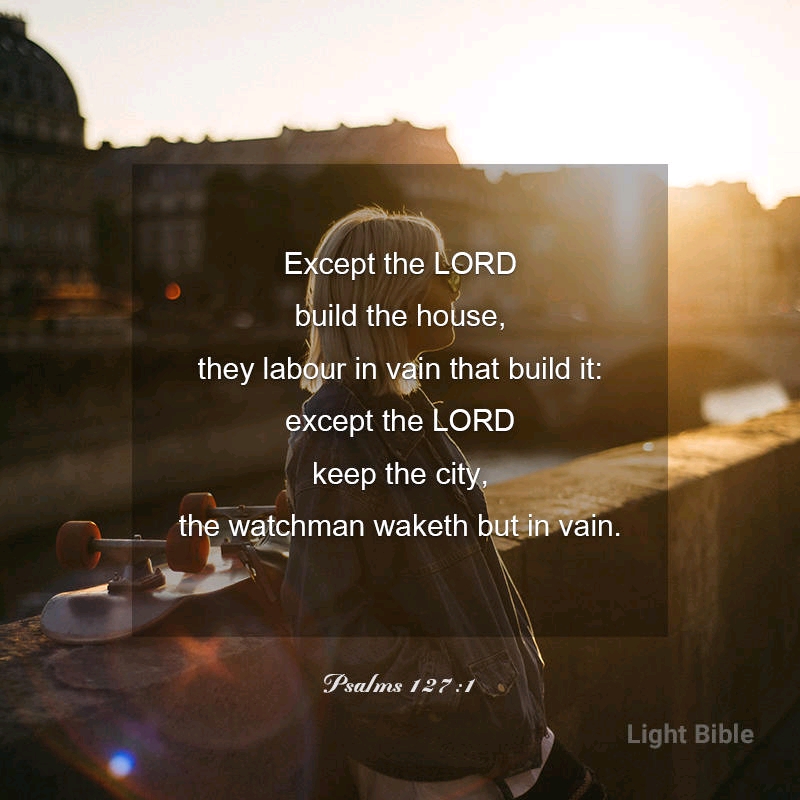 Except the LORD
build the house,
they labour in vain that build it:
except the LORD
keep the city,
the watchman waketh but in vain.
Psalms 127:1
Light Bible